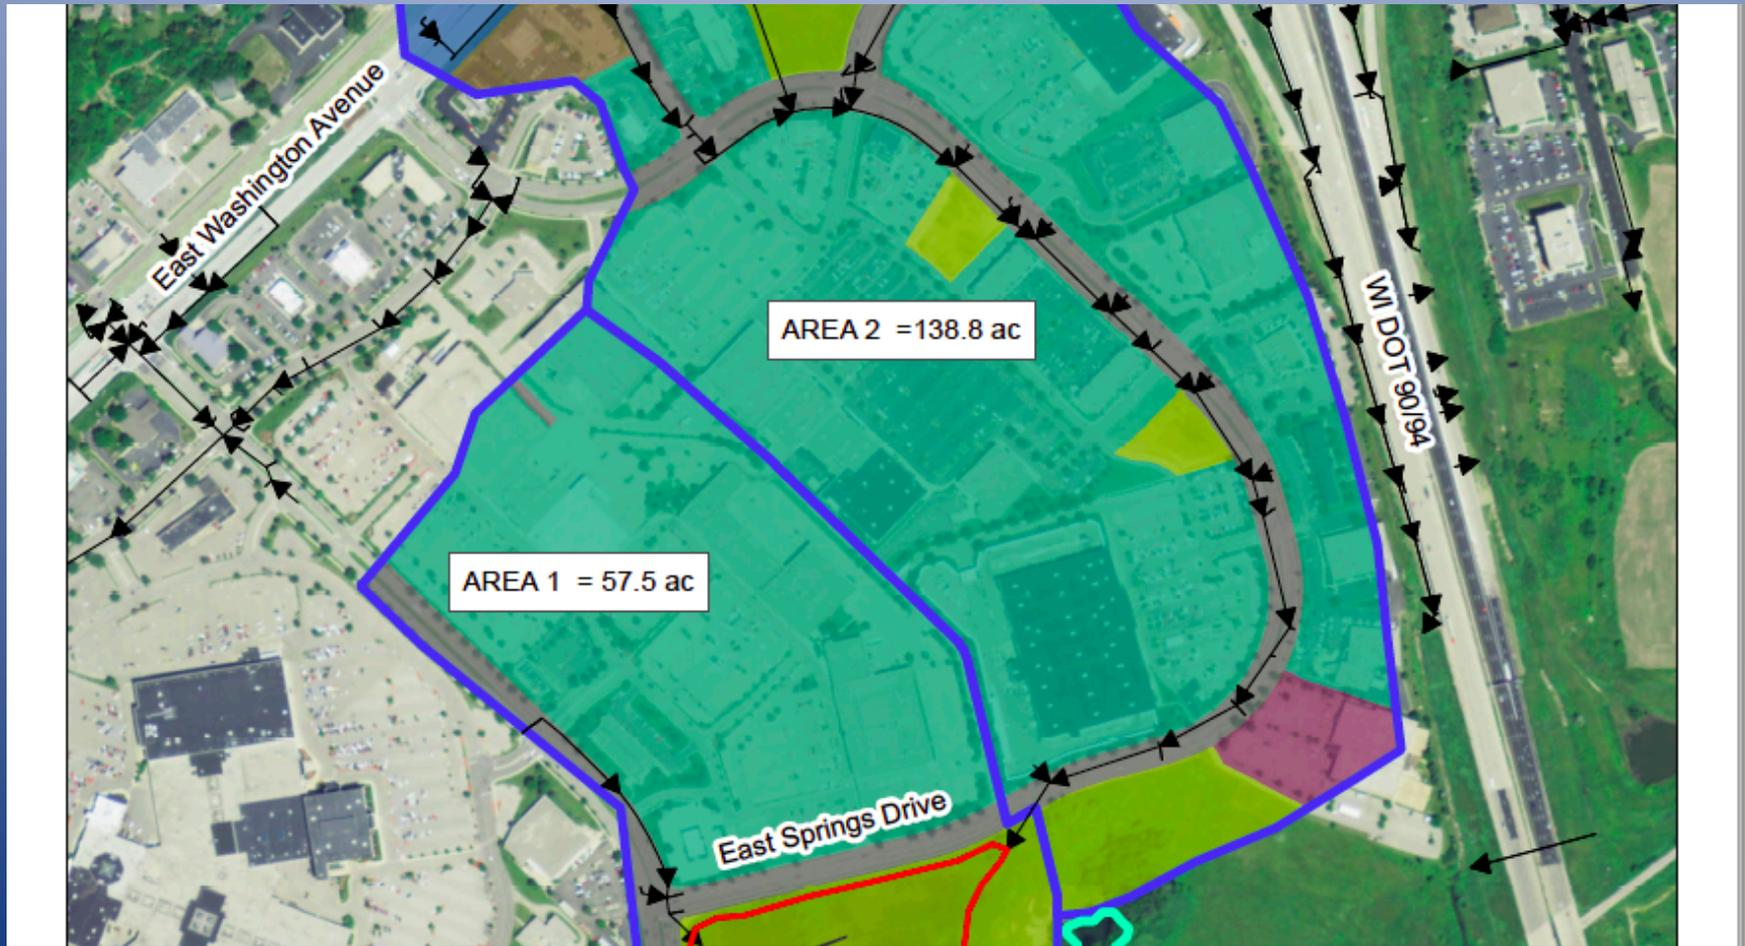 East Washington Avenue
AREA 2 =138.8 ac
WI DOT 90/94
AREA 1 = 57.5 ac
East Springs Drive